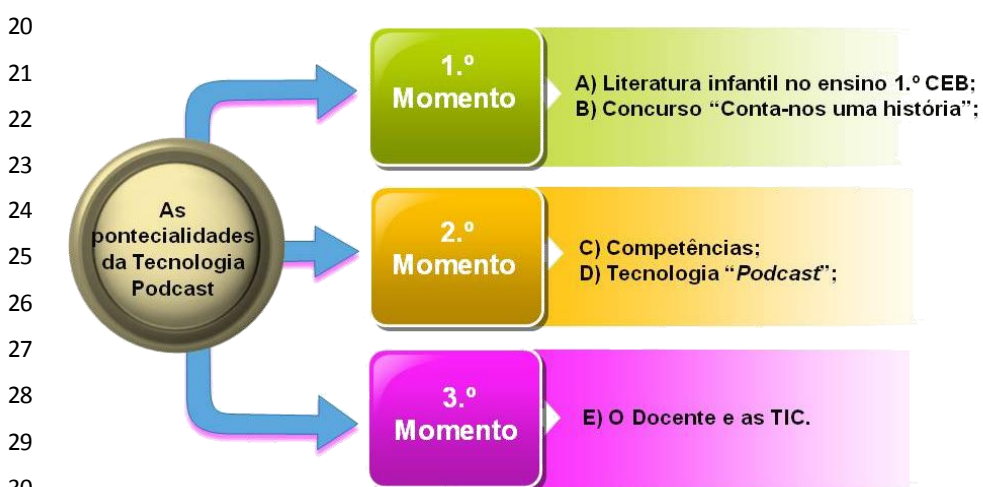 20
21
22
23
24
25
26
27
28
29
30
As
pontecialidades
da Tecnologia
Podcast
1.º
Momento
A) Literatura infantil no ensino 1.º CEB;
B) Concurso “Conta-nos uma história”;
2.º
Momento
C) Competências;
D) Tecnologia “Podcast”;
3.º
Momento
E) O Docente e as TIC.